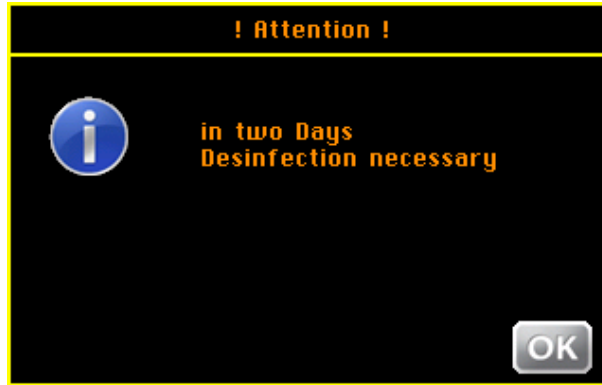 ! Attention !
in two Days
Desinfection necessary
OK